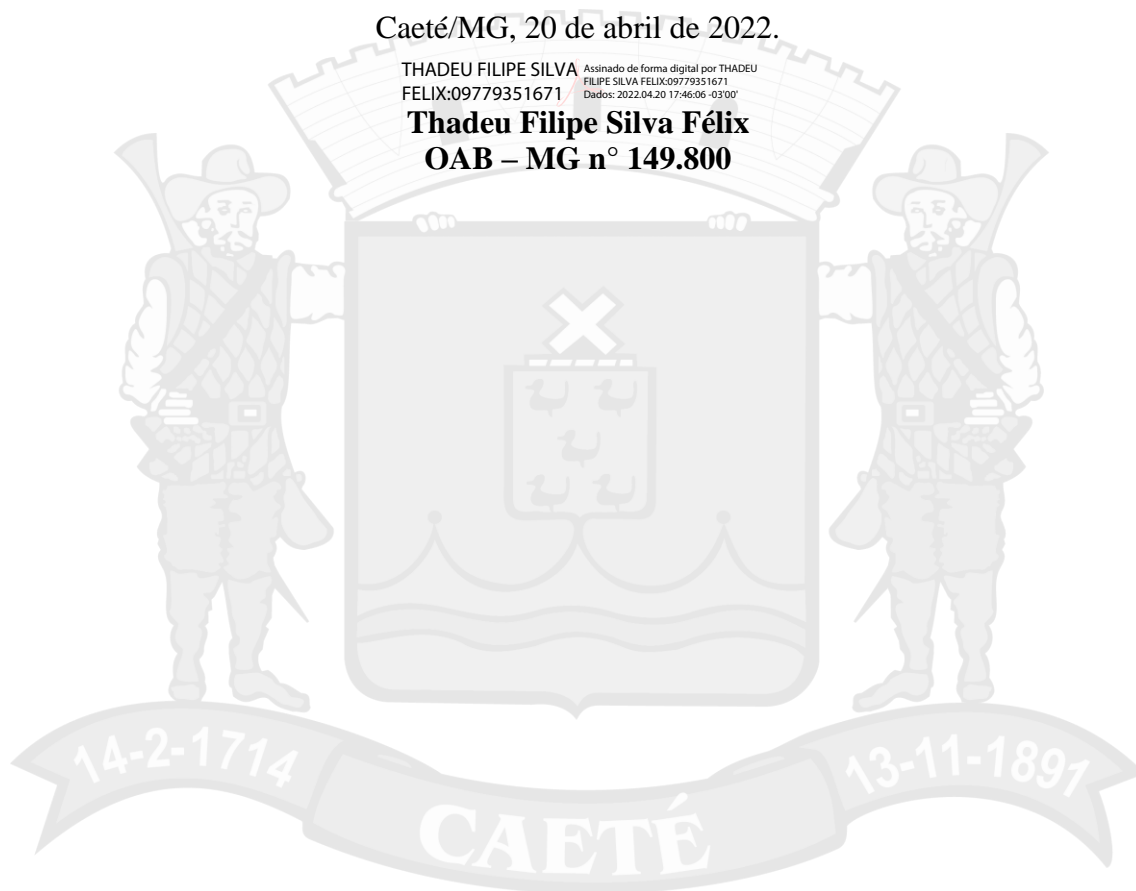 Caeté/MG, 20 de abril de 2022.
THADEU FILIPE SILVA
FELIX:09779351671
Assinado de forma digital por THADEU
FILIPE SILVA FELIX:09779351671
Dados: 2022.04.20 17:46:06 -03'00'
Thadeu Filipe Silva Félix
OAB – MG n° 149.800
14-2-1714
13-11-1891
CAETÉ